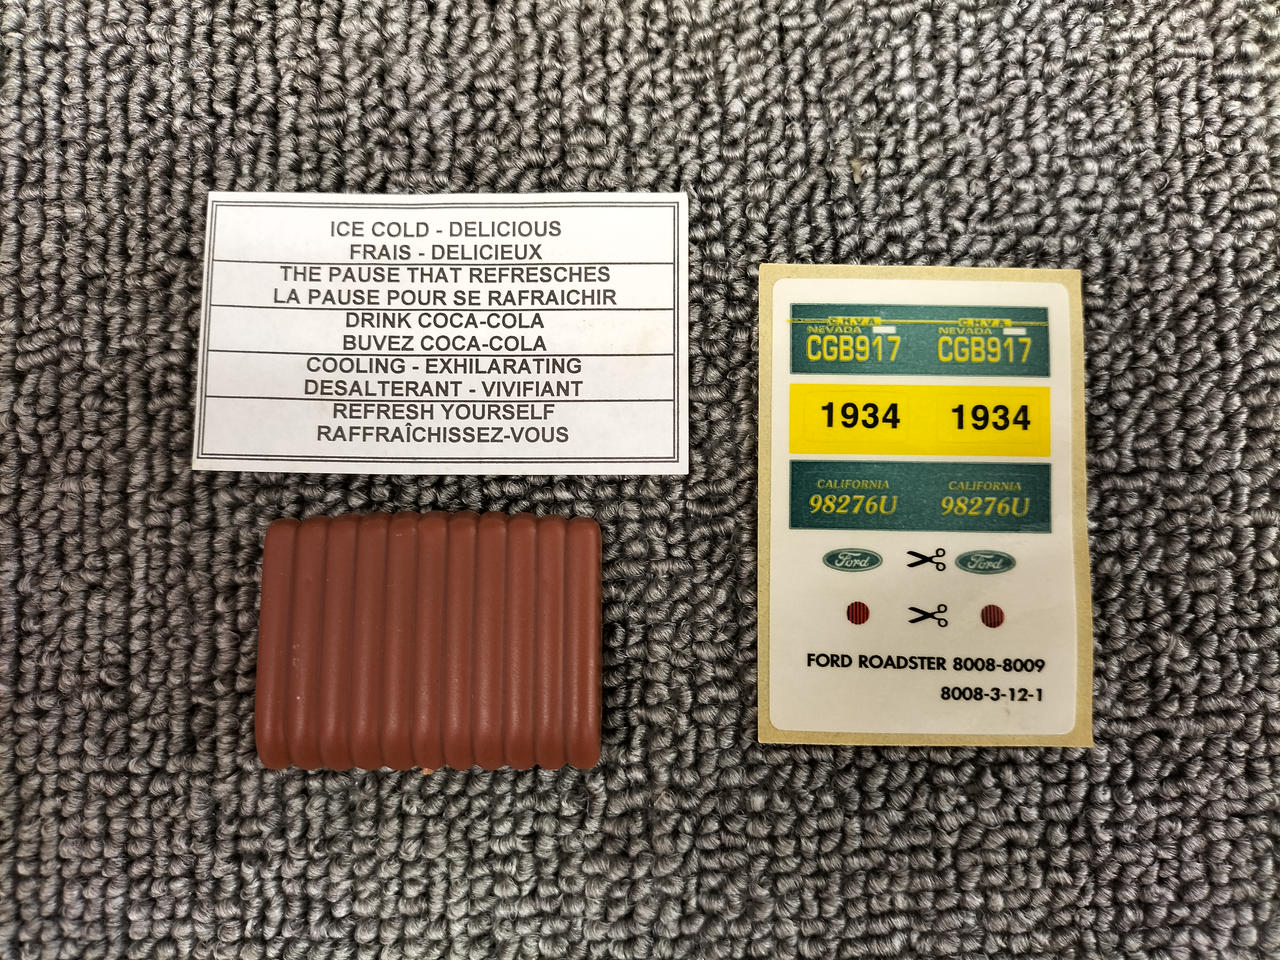 ICE COLD - DELICIOUS
FRAIS - DELICIEUX
THE PAUSE THAT REFRESCHES
LA PAUSE POUR SE RAFRAICHIR
DRINK COCA-COLA
BUVEZ COCA-COLA
COOLING - EXHILARATING
DESALTERANT - VIVIFIANT
REFRESH YOURSELF
RAFFRAÎCHISSEZ-VOUS
C.H.V.A. C.H.V.A.
NEVADA NEVADA
CGB917 CGB917
1934 1934
CALIFORNIA CALIFORNIA
98276U 98276U
Ford Ford
FORD ROADSTER 8008-8009
8008-3-12-1